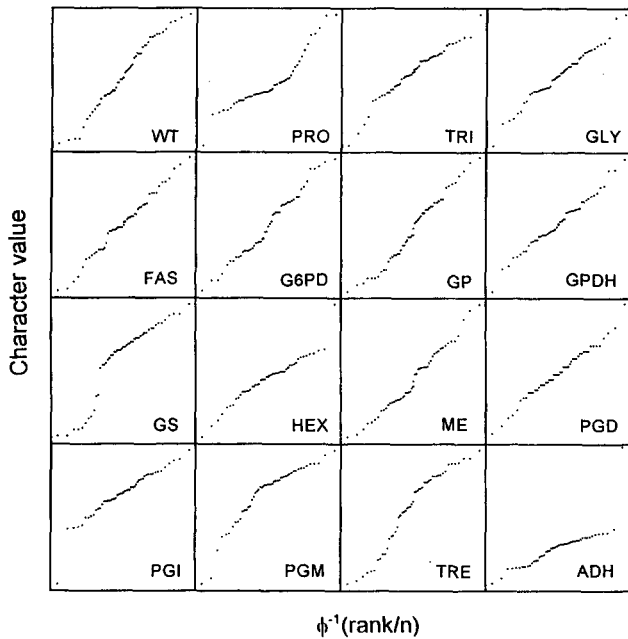 WT PRO TRI GLY
FAS G6PD GP GPDH
GS HEX ME PGD
PGI PGM TRE ADH
Character value
ϕ⁻¹(rank/n)